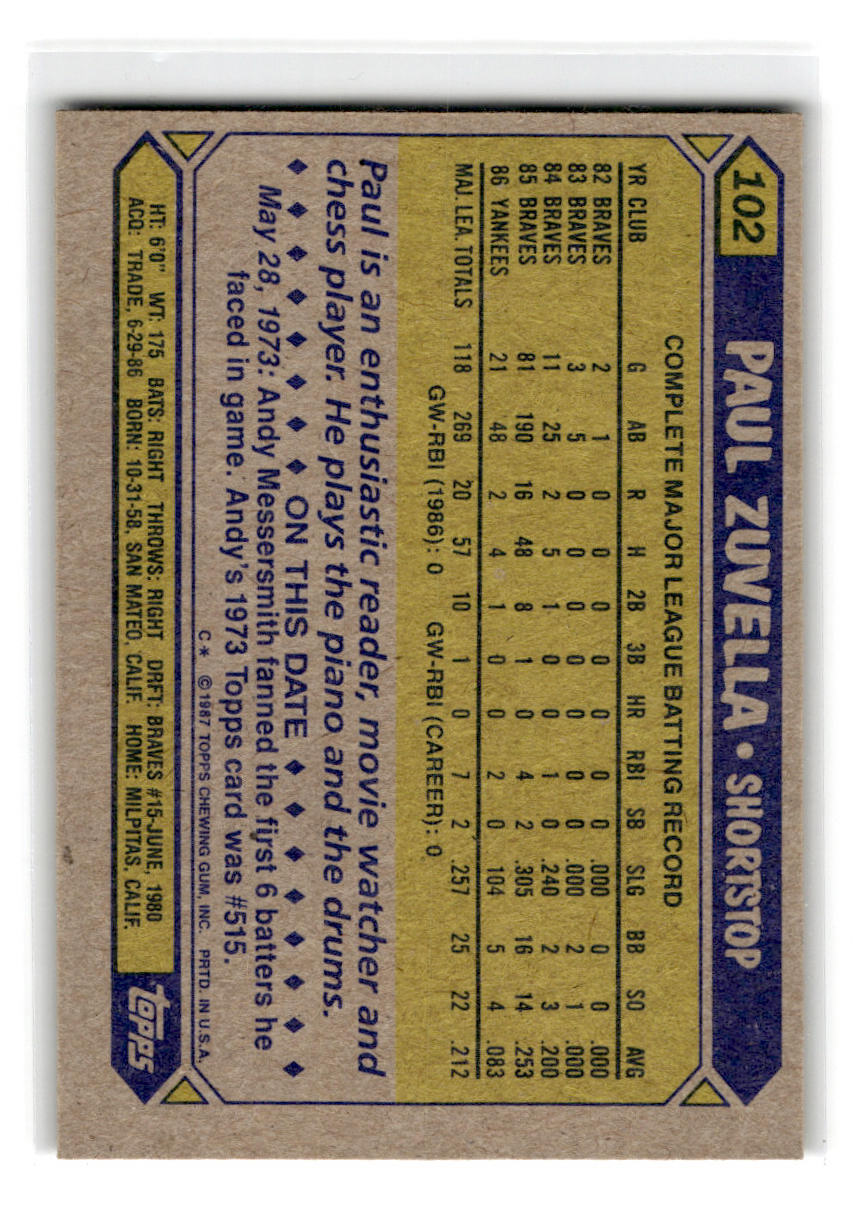 102
PAUL ZUVELLA • SHORTSTOP
COMPLETE MAJOR LEAGUE BATTING RECORD
YR CLUB G AB R H 2B 3B HR RBI SB SLG BB SO AVG
82 BRAVES 2 1 0 0 0 0 0 0 0 .000 0 0 .000
83 BRAVES 3 5 0 0 0 0 0 0 0 .000 2 1 .000
84 BRAVES 11 25 2 5 1 0 0 1 0 .240 2 3 .200
85 BRAVES 81 190 16 48 8 1 0 4 2 .305 16 14 .253
86 YANKEES 21 48 2 4 1 0 0 2 0 .104 5 4 .083
MAJ. LEA. TOTALS 118 269 20 57 10 1 0 7 2 .257 25 22 .212
GW-RBI (1986): 0 GW-RBI (CAREER): 0
Paul is an enthusiastic reader, movie watcher and
chess player. He plays the piano and the drums.
ON THIS DATE
May 28, 1973: Andy Messersmith fanned the first 6 batters he
faced in game. Andy's 1973 Topps card was #515.
C* ©1987 TOPPS CHEWING GUM, INC. PRTD. IN U.S.A.
HT: 6'0" WT: 175 BATS: RIGHT THROWS: RIGHT DRFT: BRAVES #15-JUNE, 1980
ACQ: TRADE, 6-29-86 BORN: 10-31-58, SAN MATEO, CALIF. HOME: MILPITAS, CALIF.
TOPPS